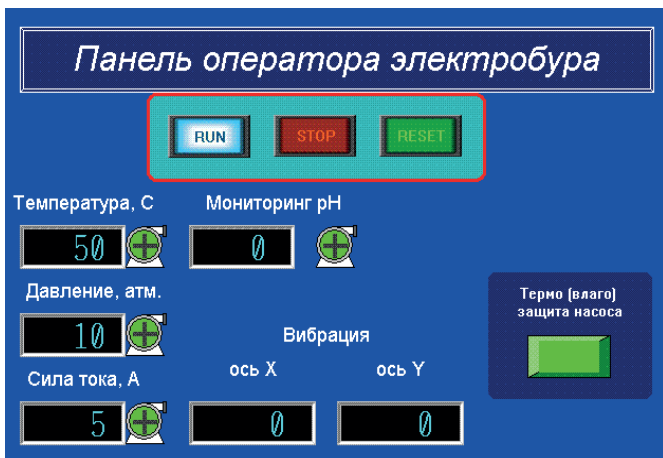 Панель оператора электробура
RUN STOP RESET
Температура, С Мониторинг pH
50 0
Давление, атм.
10
Термо (влаго)
защита насоса
Вибрация
ось X ось Y
Сила тока, А
5 0 0